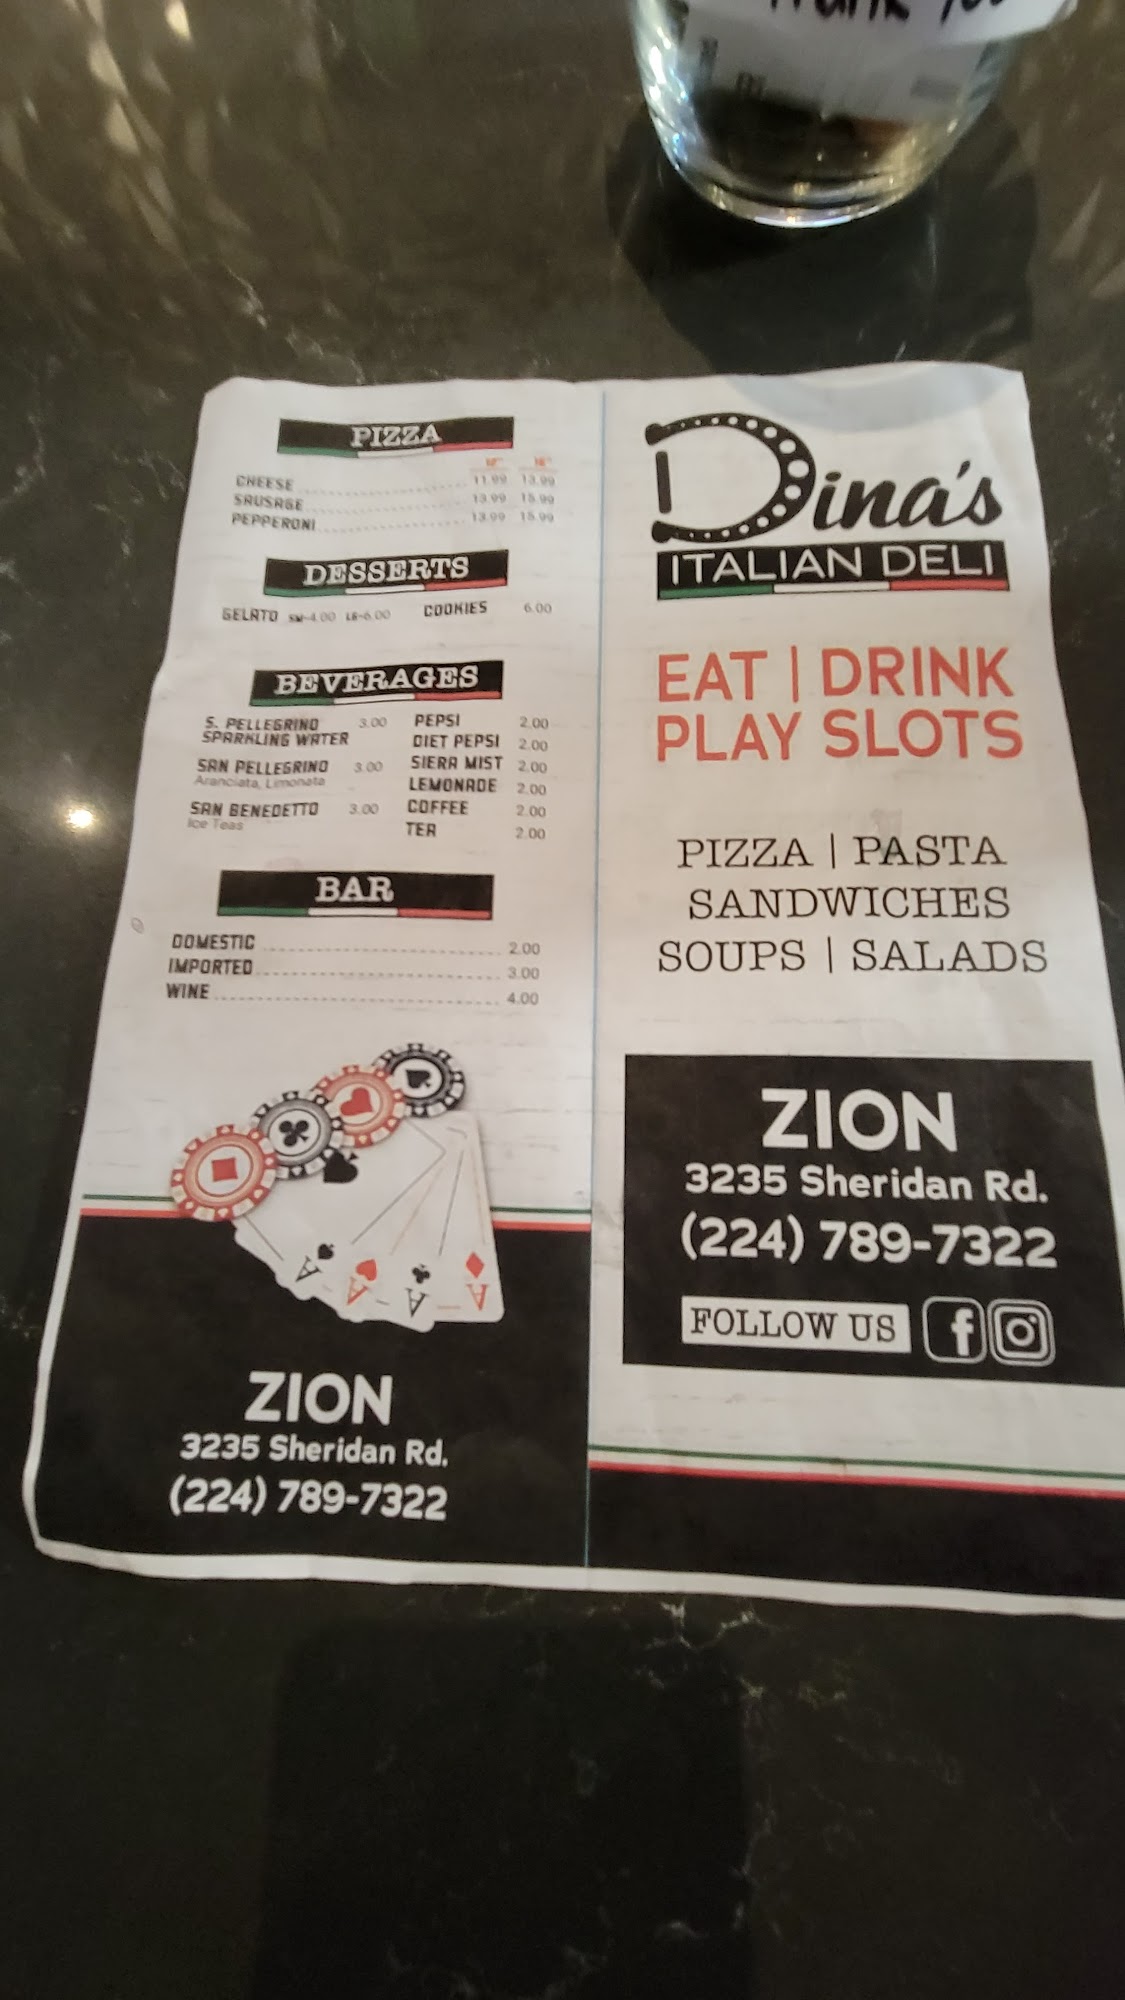 Thank You
PIZZA
12" 16"
CHEESE 11.99 13.99
SAUSAGE 13.99 15.99
PEPPERONI 13.99 15.99
DESSERTS
GELATO SM-4.00 LG-6.00 COOKIES 6.00
BEVERAGES
S. PELLEGRINO 3.00
SPARKLING WATER
SAN PELLEGRINO 3.00
Aranciata, Limonata
SAN BENEDETTO 3.00
Ice Teas
PEPSI 2.00
DIET PEPSI 2.00
SIERA MIST 2.00
LEMONADE 2.00
COFFEE 2.00
TEA 2.00
BAR
DOMESTIC 2.00
IMPORTED 3.00
WINE 4.00
A A A A
ZION
3235 Sheridan Rd.
(224) 789-7322
Dina's
ITALIAN DELI
EAT | DRINK
PLAY SLOTS
PIZZA | PASTA
SANDWICHES
SOUPS | SALADS
ZION
3235 Sheridan Rd.
(224) 789-7322
FOLLOW US